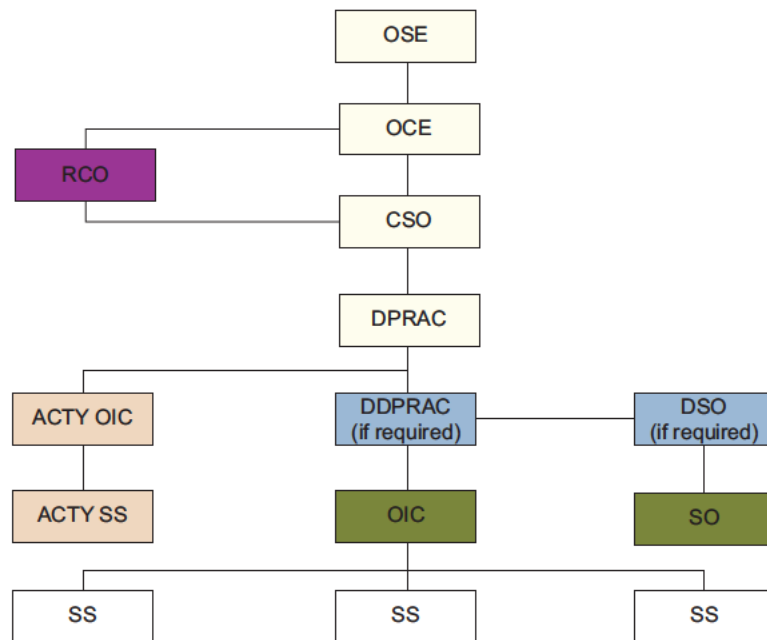 OSE
OCE
RCO
CSO
DPRAC
ACTY OIC
DDPRAC
(if required)
DSO
(if required)
ACTY SS
OIC
SO
SS
SS
SS